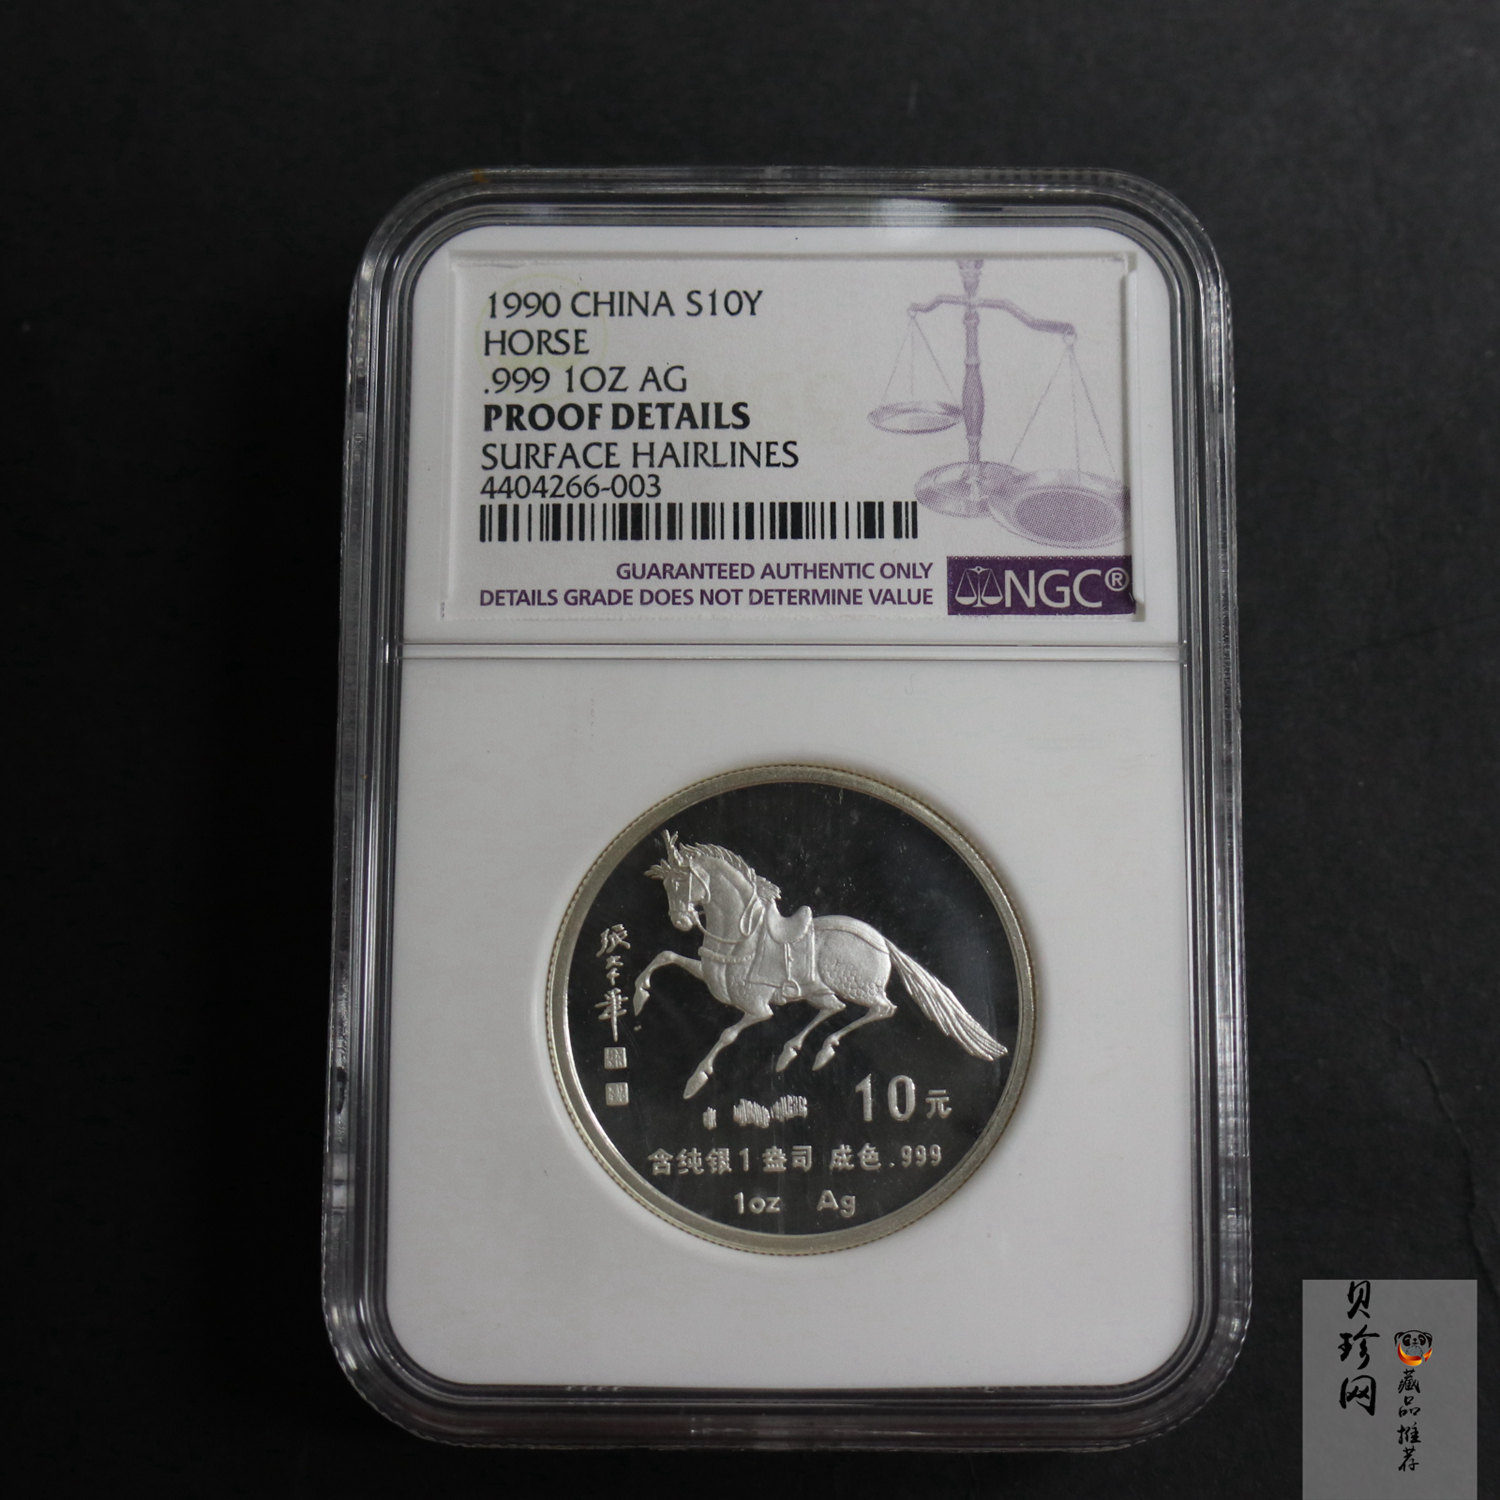 1990 CHINA S10Y
HORSE
.999 1OZ AG
PROOF DETAILS
SURFACE HAIRLINES
4404266-003
GUARANTEED AUTHENTIC ONLY
DETAILS GRADE DOES NOT DETERMINE VALUE
NGC®
10元
含纯银1盎司 成色.999
1oz Ag
贝珍网
藏品推荐